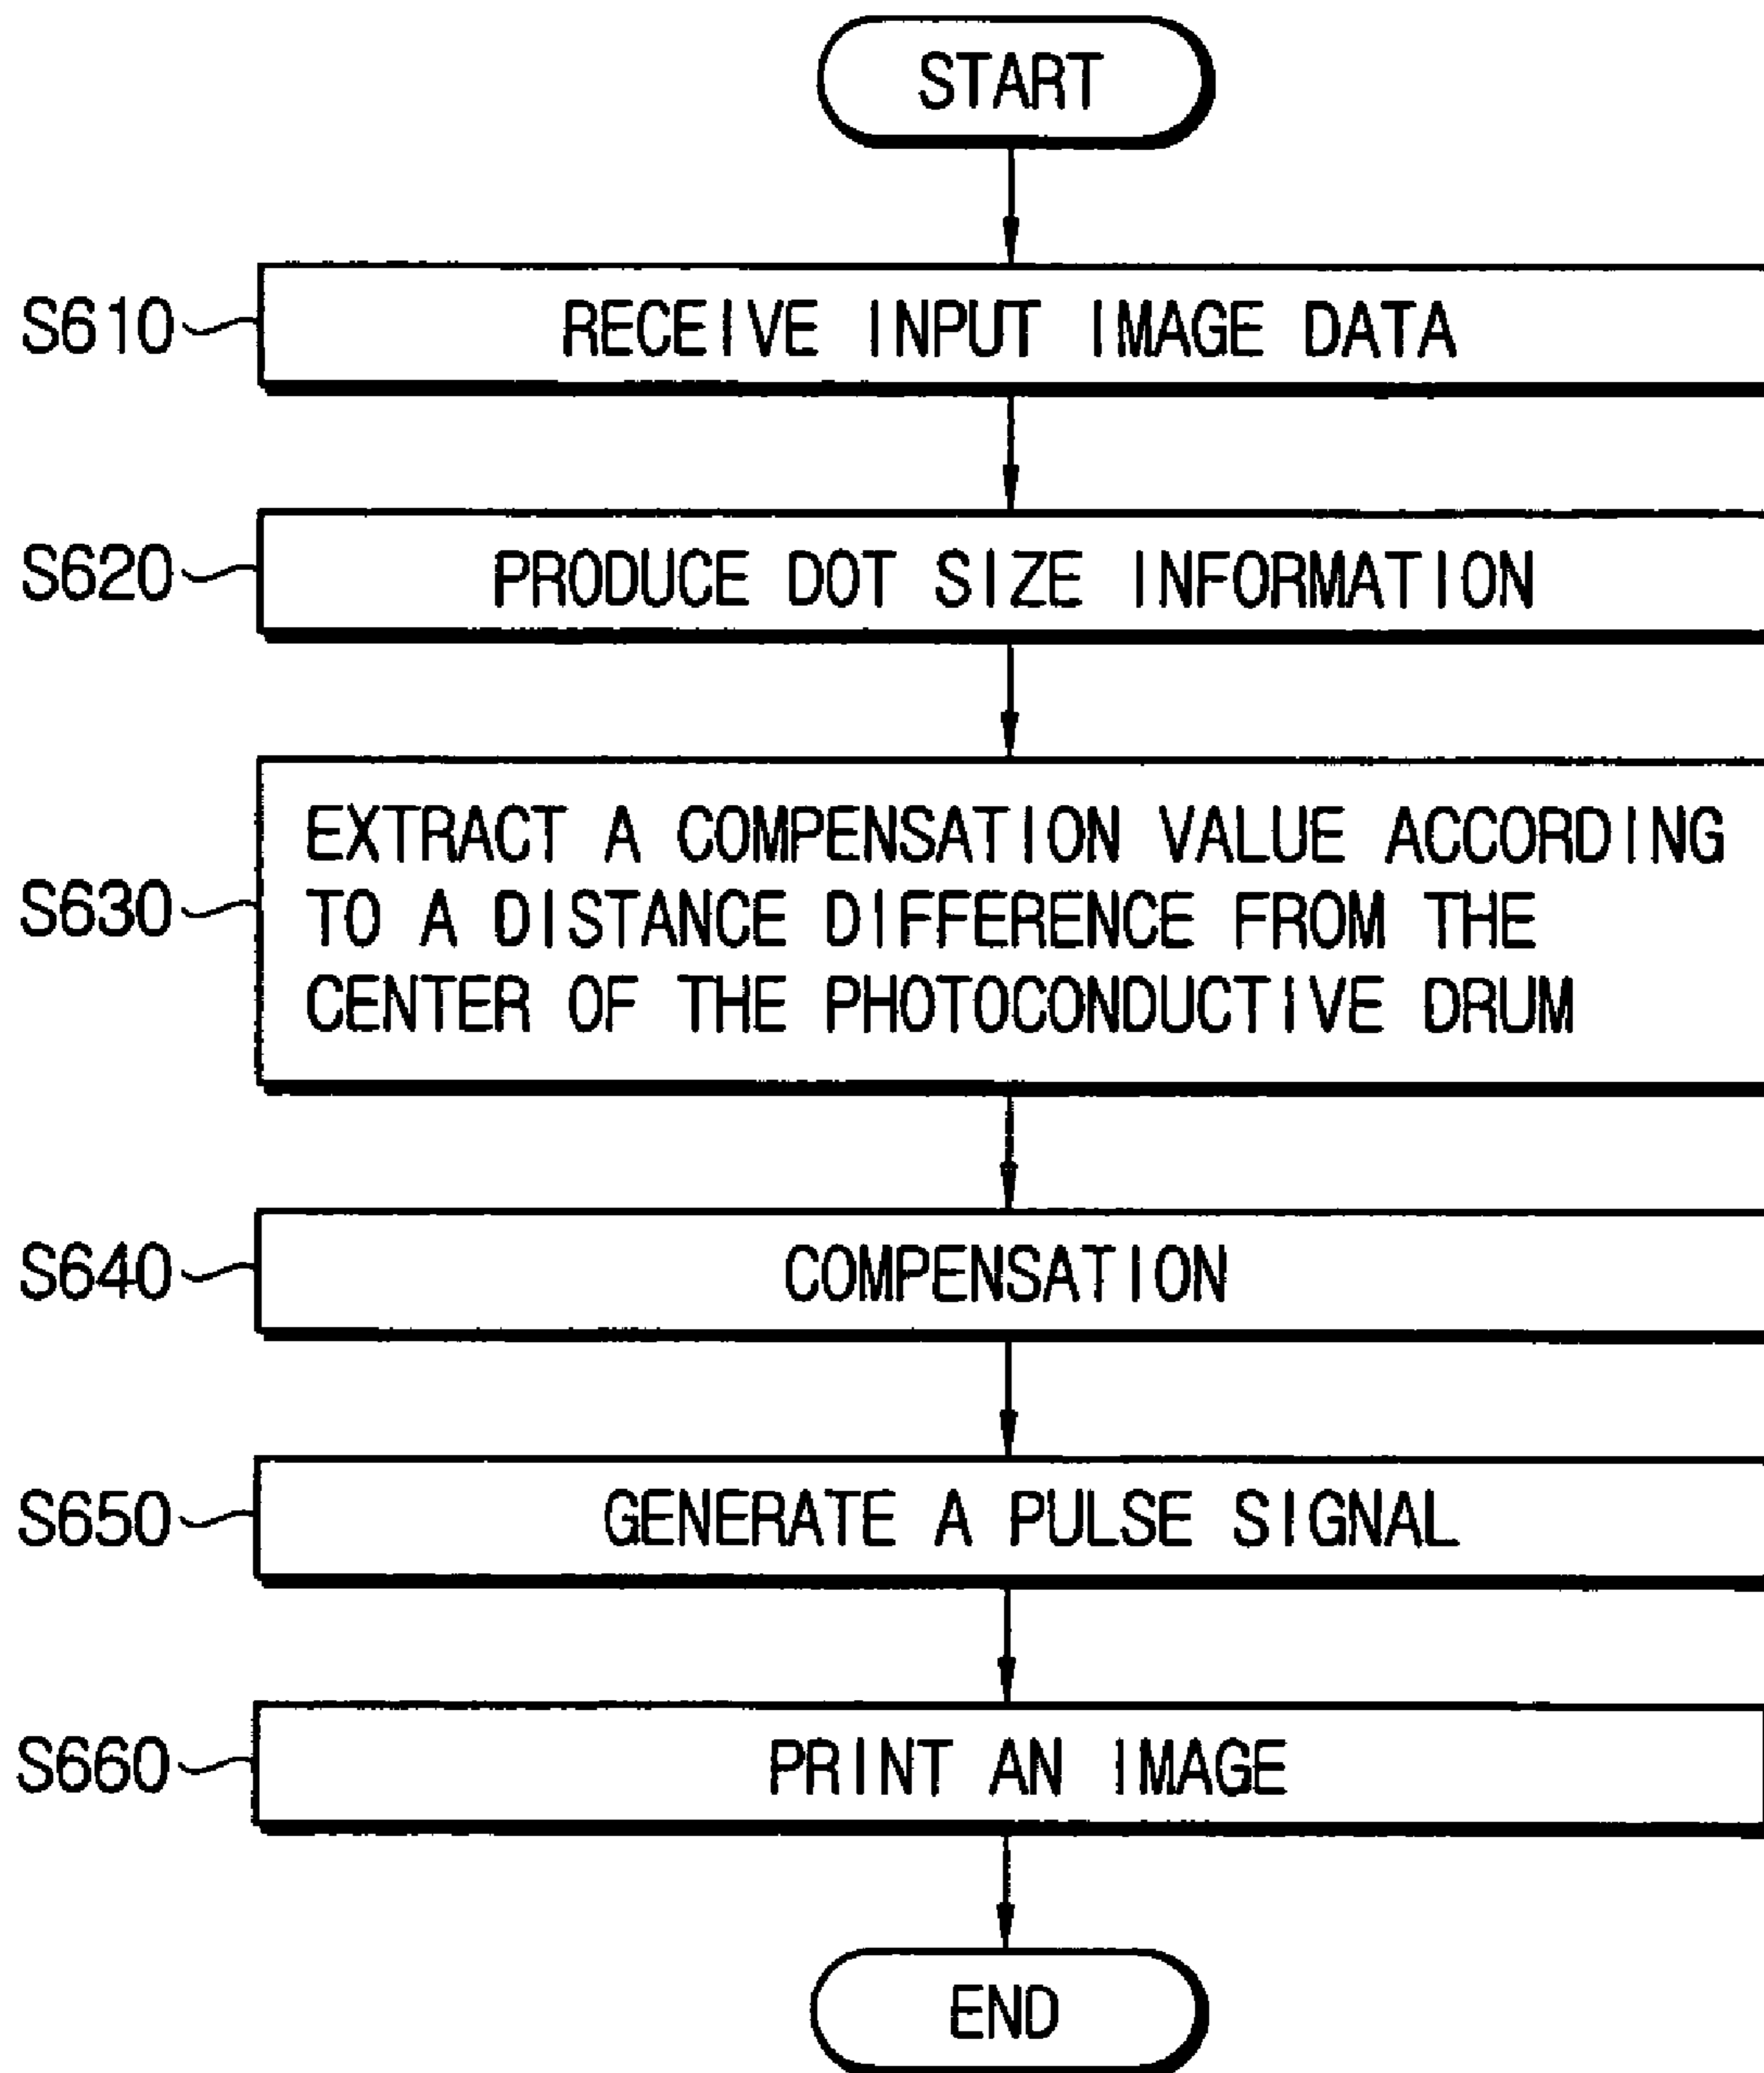 START
S610
RECEIVE INPUT IMAGE DATA
S620
PRODUCE DOT SIZE INFORMATION
S630
EXTRACT A COMPENSATION VALUE ACCORDING
TO A DISTANCE DIFFERENCE FROM THE
CENTER OF THE PHOTOCONDUCTIVE DRUM
S640
COMPENSATION
S650
GENERATE A PULSE SIGNAL
S660
PRINT AN IMAGE
END